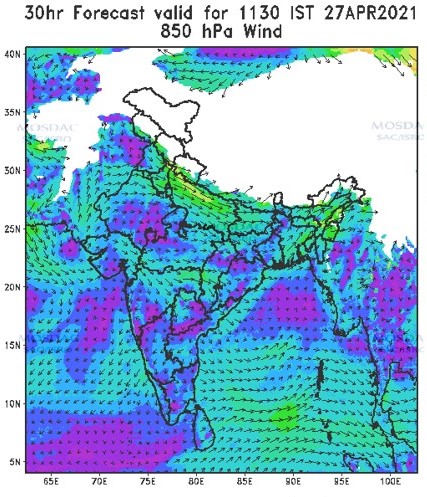 30hr Forecast valid for 1130 IST 27APR2021
850 hPa Wind
40N
35N
MOSDAC
MOSDAC
SAC/ISRO
30N
25N
20N
15N
10N
5N
65E 70E 75E 80E 85E 90E 95E 100E